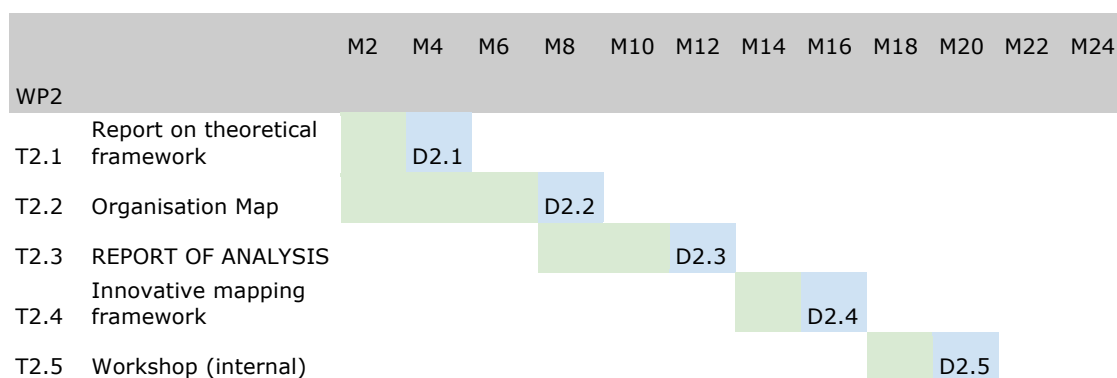 M2 M4 M6 M8 M10 M12 M14 M16 M18 M20 M22 M24
WP2
Report on theoretical
T2.1 framework D2.1
T2.2 Organisation Map D2.2
T2.3 REPORT OF ANALYSIS D2.3
Innovative mapping
T2.4 framework D2.4
T2.5 Workshop (internal) D2.5